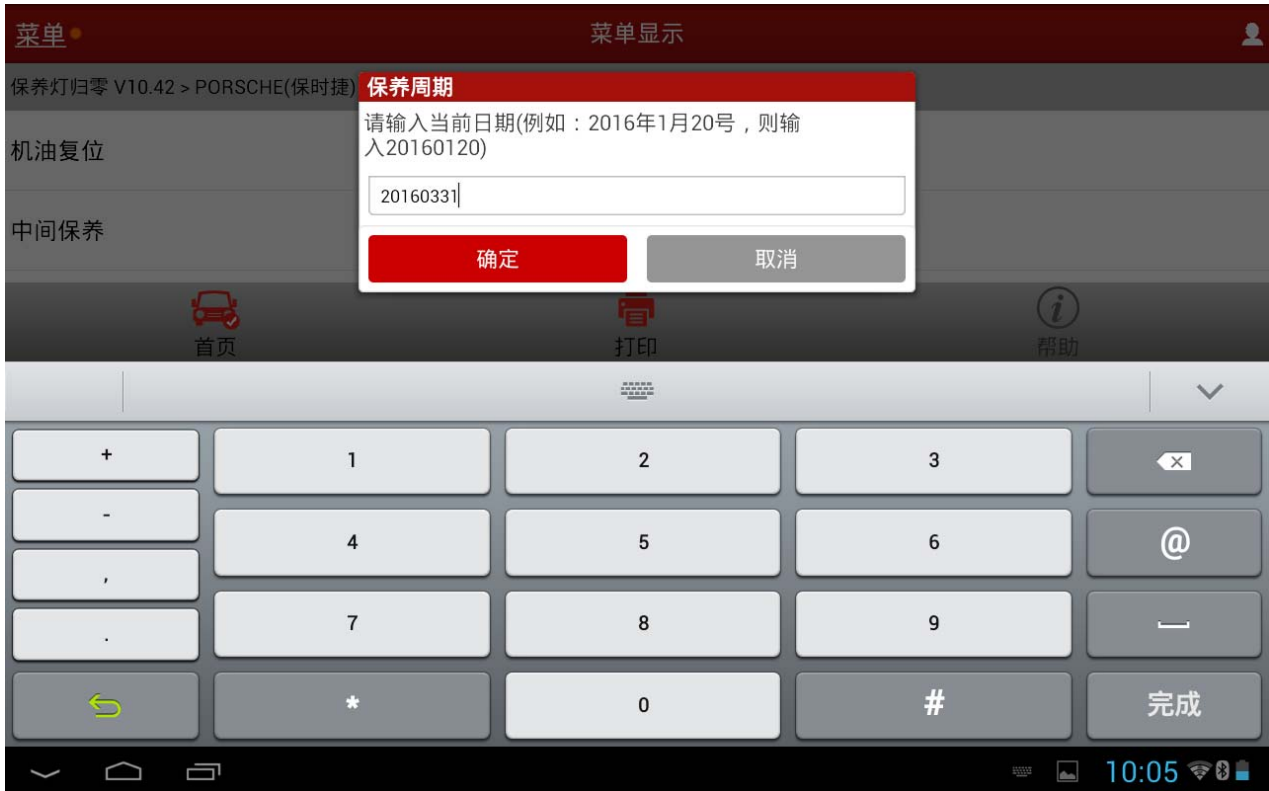 菜单
菜单显示
保养灯归零 V10.42 > PORSCHE(保时捷)
保养周期
请输入当前日期(例如：2016年1月20号，则输
入20160120)
20160331
确定
取消
机油复位
中间保养
首页
打印
帮助
+
1
2
3
-
4
5
6
@
,
7
8
9
.
*
0
#
完成
10:05